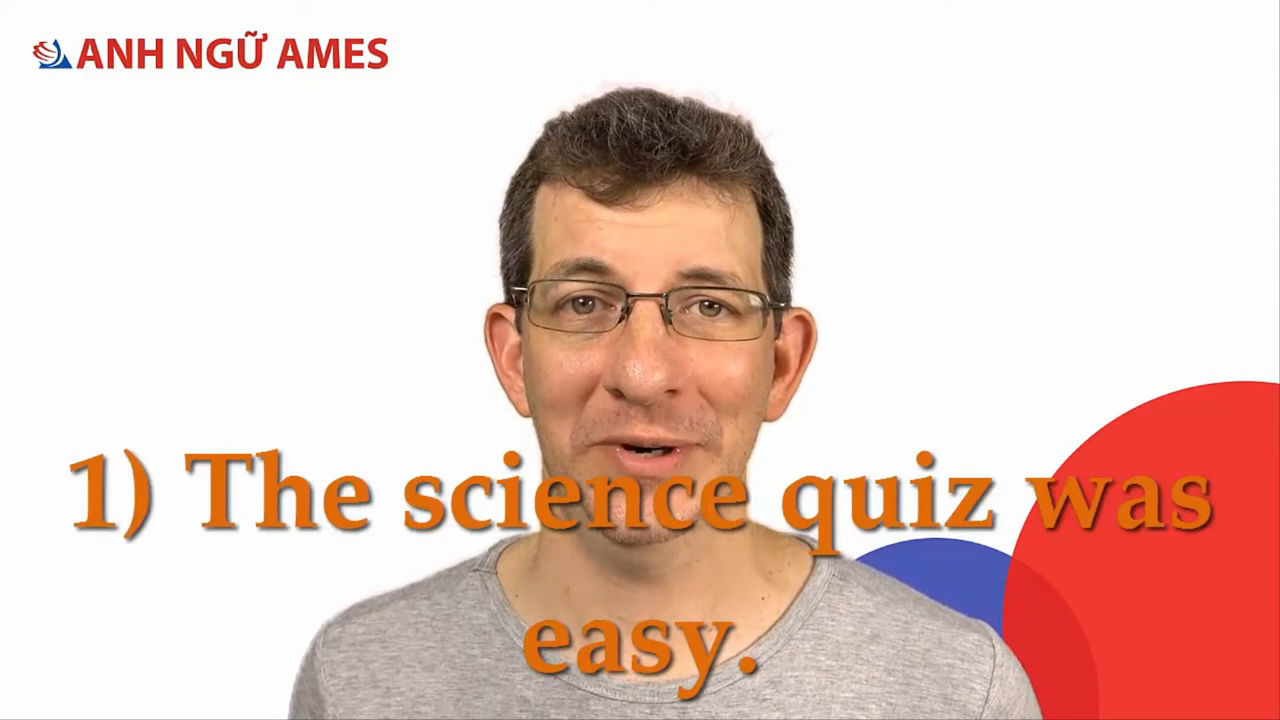 ANH NGỮ AMES
1) The science quiz was
easy.